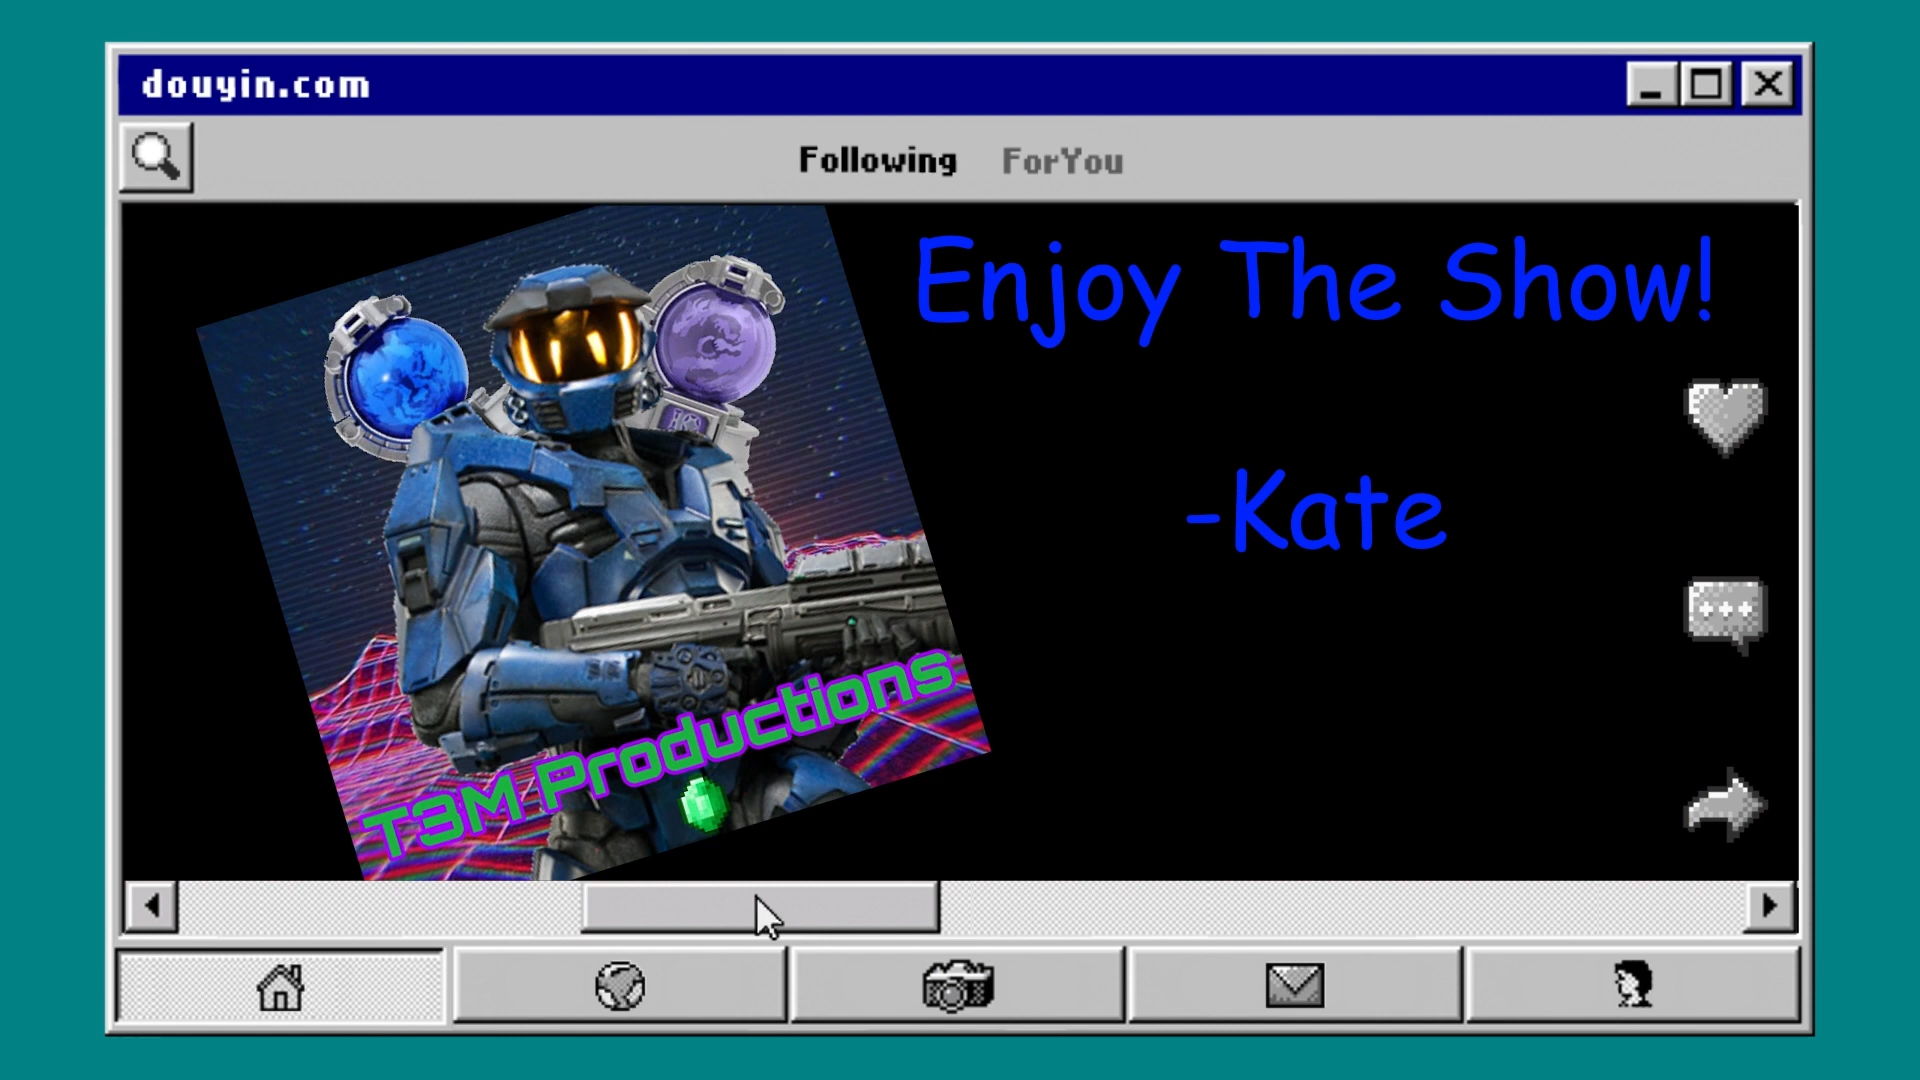 douyin.com
Following ForYou
Enjoy The Show!
-Kate
T3M Productions